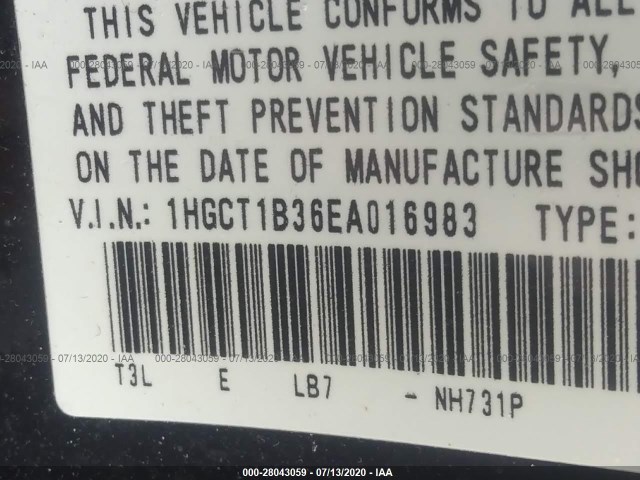 THIS VEHICLE CONFORMS TO ALL
FEDERAL MOTOR VEHICLE SAFETY,
AND THEFT PREVENTION STANDARDS
ON THE DATE OF MANUFACTURE SHO
V.I.N.: 1HGCT1B36EA016983 TYPE:
T3L E LB7 - NH731P
000-28043059 - 07/13/2020 - IAA